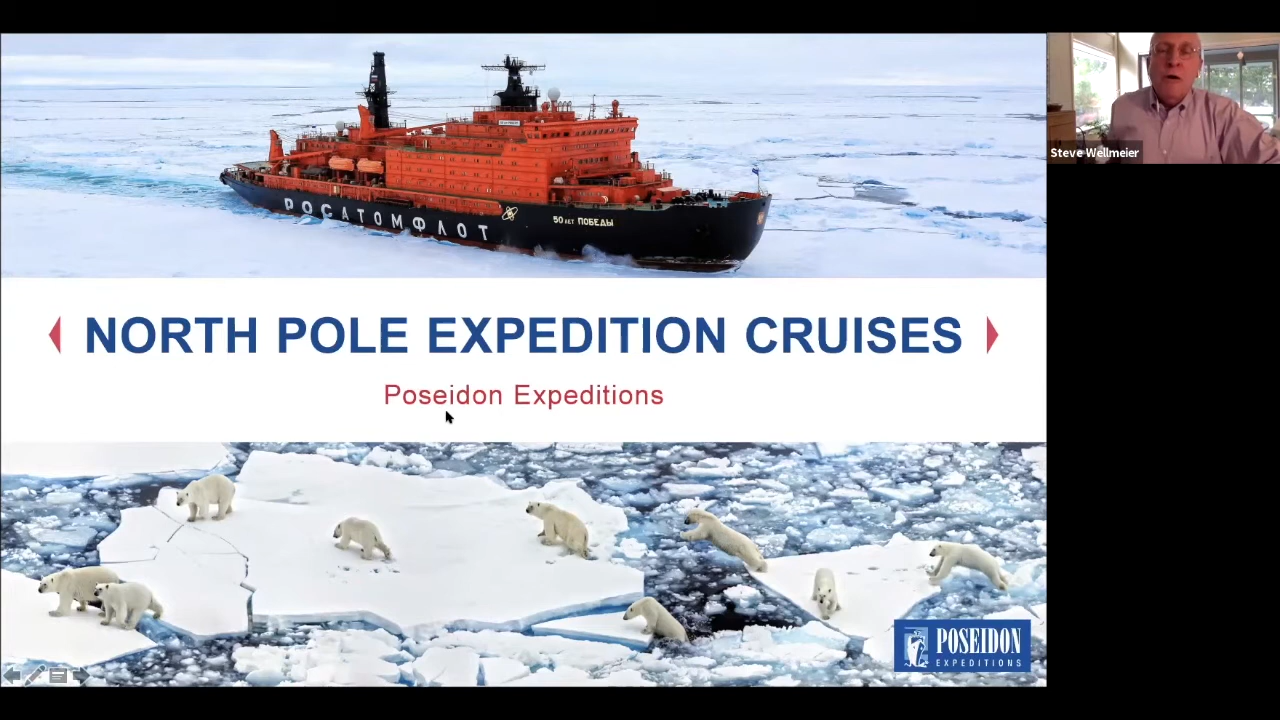 РОСАТОМФЛОТ
50 ЛЕТ ПОБЕДЫ
NORTH POLE EXPEDITION CRUISES
Poseidon Expeditions
POSEIDON
EXPEDITIONS
Steve Wellmeier